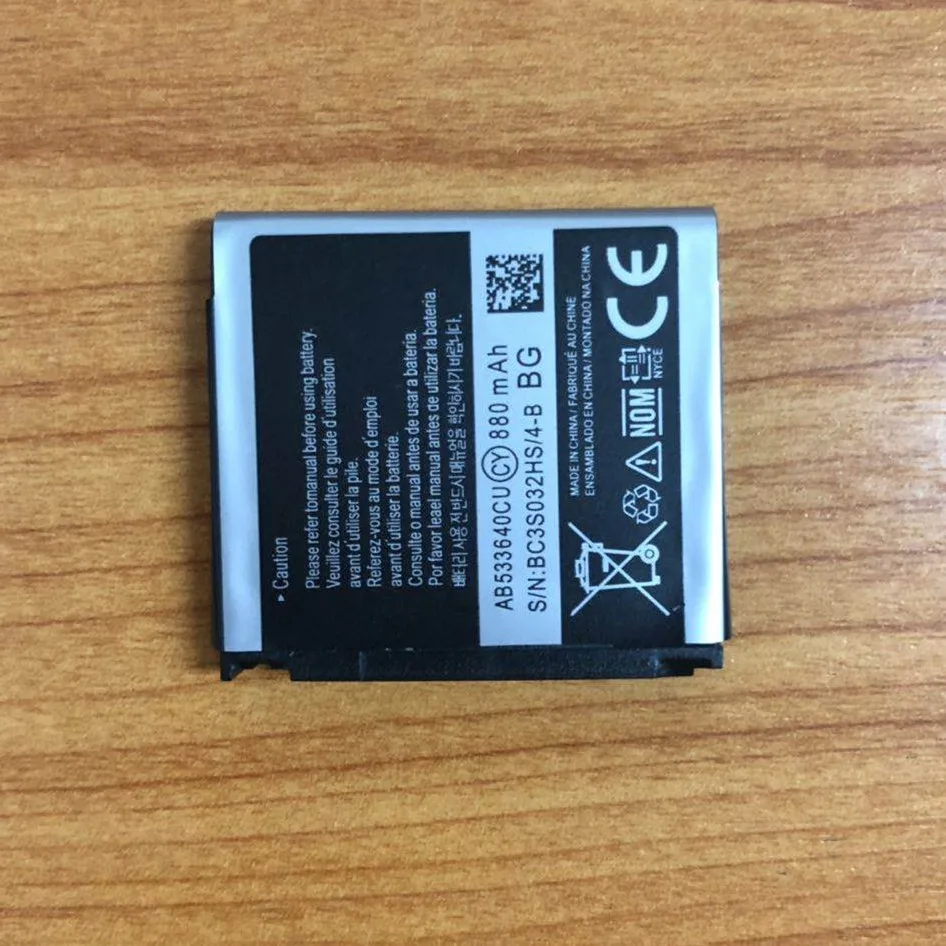 ▸ Caution
Please refer tomanual before using battery.
Veuillez consulter le guide d'utilisation
avant d'utiliser la pile.
Referez-vous au mode d'emploi
avant d'utiliser la batterie.
Consulte o manual antes de usar a bateria.
Por favor leael manual antes de utilizar la bateria.
배터리 사용 전 반드시 매뉴얼을 확인하시기 바랍니다.
AB533640CU CY 880 mAh
S/N:BC3S032HS/4-B BG
MADE IN CHINA / FABRIQUÉ AU CHINE
ENSAMBLADO EN CHINA / MONTADO NA CHINA
NOM
NYCE
CE